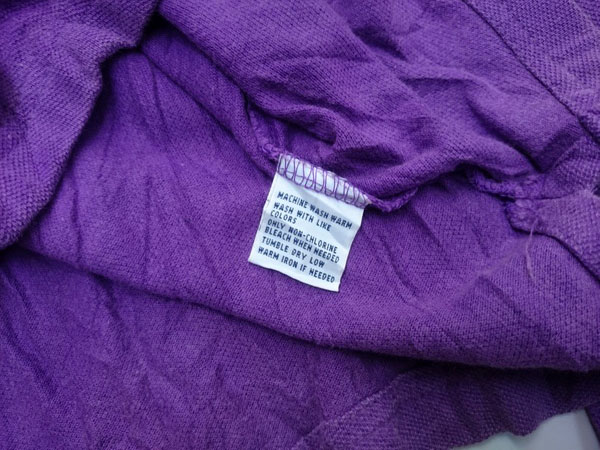 MACHINE WASH WARM
WASH WITH LIKE
COLORS
ONLY NON-CHLORINE
BLEACH WHEN NEEDED
TUMBLE DRY LOW
WARM IRON IF NEEDED